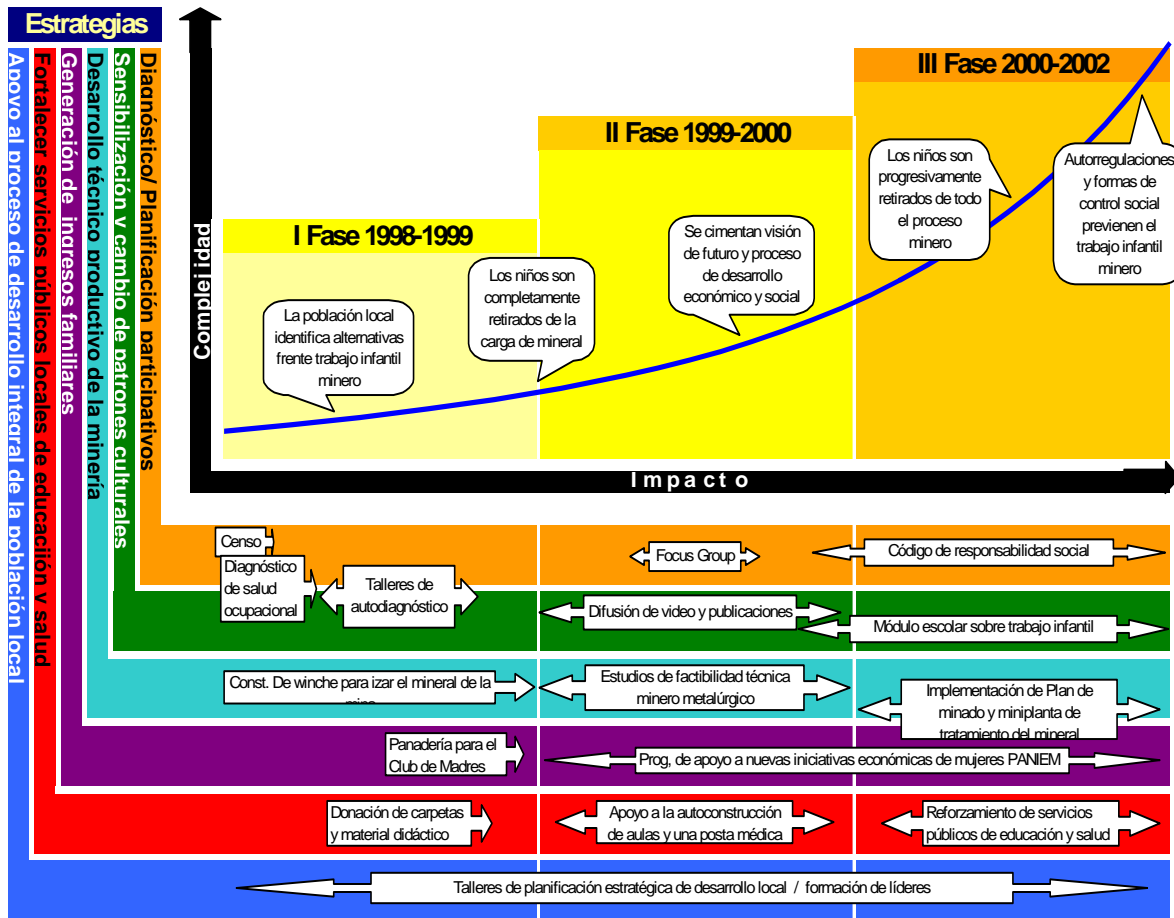 Estrategias
Apoyo al proceso de desarrollo integral de la población local
Fortalecer servicios públicos locales de educaciión y salud
Generación de ingresos familiares
Desarrollo técnico productivo de la minería
Sensibilización y cambio de patrones culturales
Diagnóstico/ Planificación participativos
Complejidad
I Fase 1998-1999
II Fase 1999-2000
III Fase 2000-2002
La población local
identifica alternativas
frente trabajo infantil
minero
Los niños son
completamente
retirados de la
carga de mineral
Se cimentan visión
de futuro y proceso
de desarrollo
económico y social
Los niños son
progresivamente
retirados de todo
el proceso
minero
Autorregulaciones
y formas de
control social
previenen el
trabajo infantil
minero
Impacto
Censo
Diagnóstico
de salud
ocupacional
Talleres de
autodiagnóstico
Focus Group
Código de responsabilidad social
Difusión de video y publicaciones
Módulo escolar sobre trabajo infantil
Const. De winche para izar el mineral de la
mina
Estudios de factibilidad técnica
minero metalúrgico
Implementación de Plan de
minado y miniplanta de
tratamiento del mineral
Panadería para el
Club de Madres
Prog, de apoyo a nuevas iniciativas económicas de mujeres PANIEM
Donación de carpetas
y material didáctico
Apoyo a la autoconstrucción
de aulas y una posta médica
Reforzamiento de servicios
públicos de educación y salud
Talleres de planificación estratégica de desarrollo local / formación de líderes